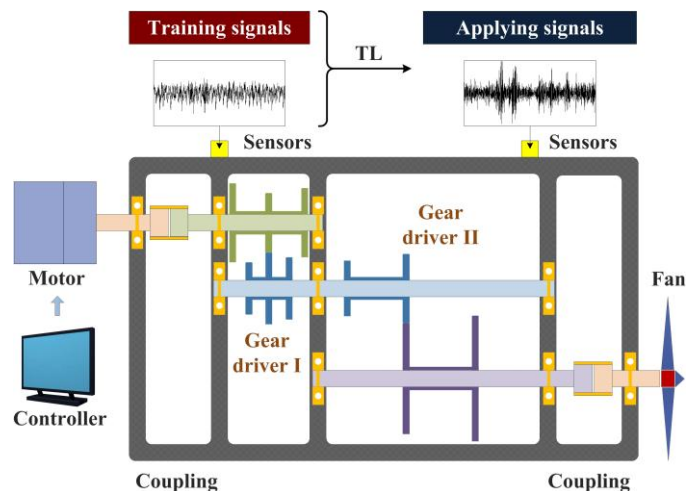 Training signals
Applying signals
TL
Sensors
Sensors
Gear
driver II
Motor
Fan
Gear
driver I
Controller
Coupling
Coupling